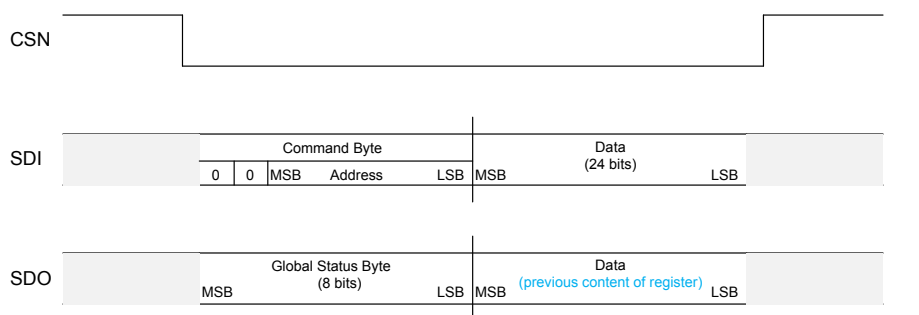 CSN
SDI
Command Byte
Data
(24 bits)
0 0 MSB Address LSB MSB LSB
SDO
Global Status Byte
(8 bits)
Data
(previous content of register)
MSB LSB MSB LSB